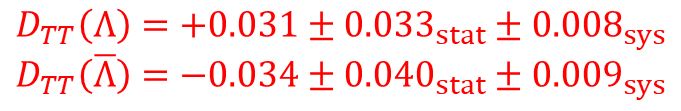 D_TT(Λ) = +0.031 ± 0.033_stat ± 0.008_sys
D_TT(Λ̅) = −0.034 ± 0.040_stat ± 0.009_sys